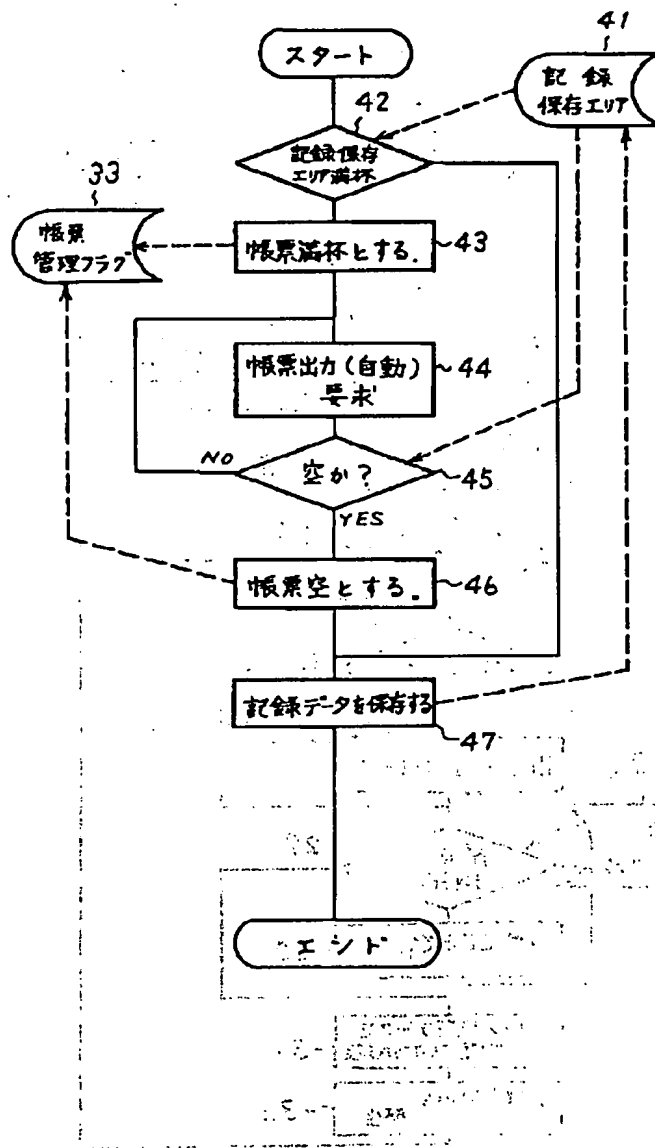 スタート
41
記録
保存エリア
42
記録保存
エリア満杯
33
帳票
管理フラグ
帳票満杯とする.
43
帳票出力(自動)
要求
44
NO
空か?
45
YES
帳票空とする.
46
記録データを保存する
47
エンド